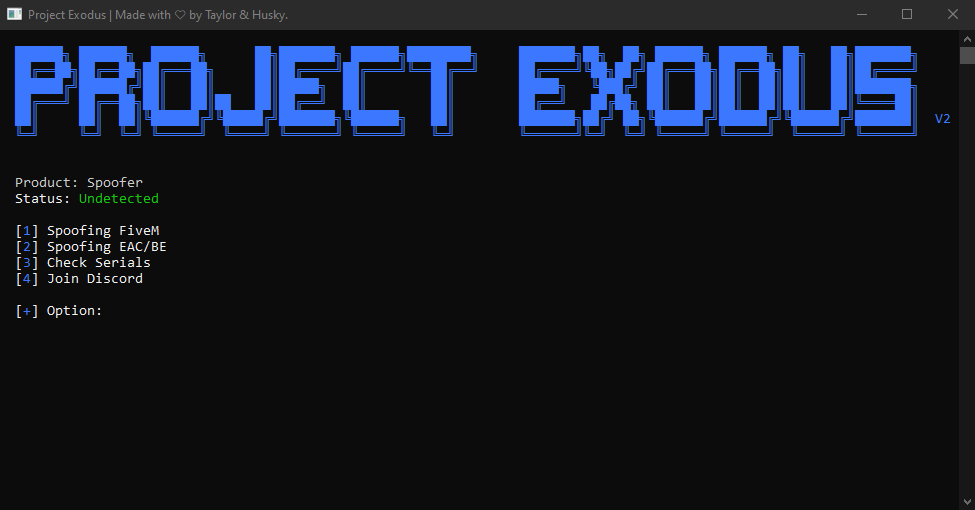 Project Exodus | Made with ♡ by Taylor & Husky.
PROJECT EXODUS V2
Product: Spoofer
Status: Undetected
[1] Spoofing FiveM
[2] Spoofing EAC/BE
[3] Check Serials
[4] Join Discord
[+] Option: